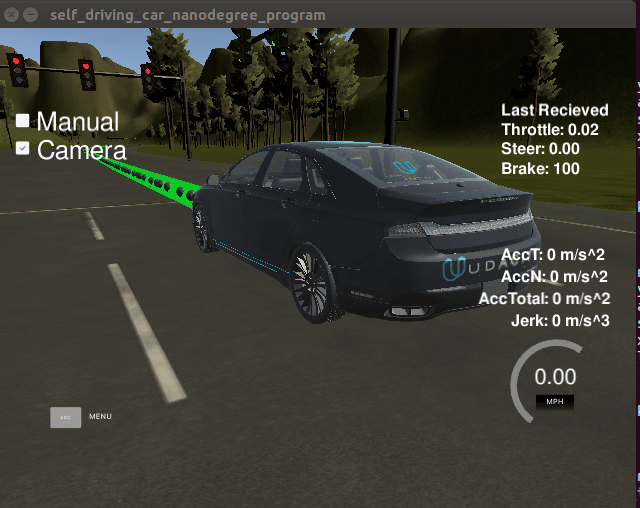 self_driving_car_nanodegree_program
Manual
Camera
Last Recieved
Throttle: 0.02
Steer: 0.00
Brake: 100
AccT: 0 m/s^2
AccN: 0 m/s^2
AccTotal: 0 m/s^2
Jerk: 0 m/s^3
0.00
MPH
ESC
MENU